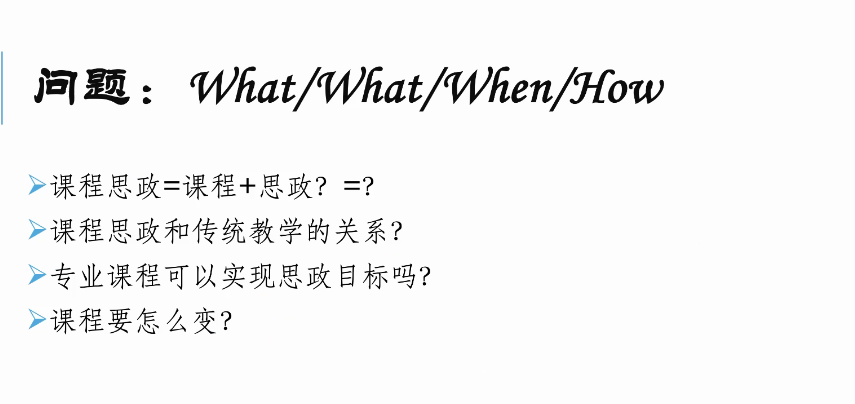 问题：What/What/When/How
课程思政=课程+思政？=？
课程思政和传统教学的关系？
专业课程可以实现思政目标吗？
课程要怎么变？